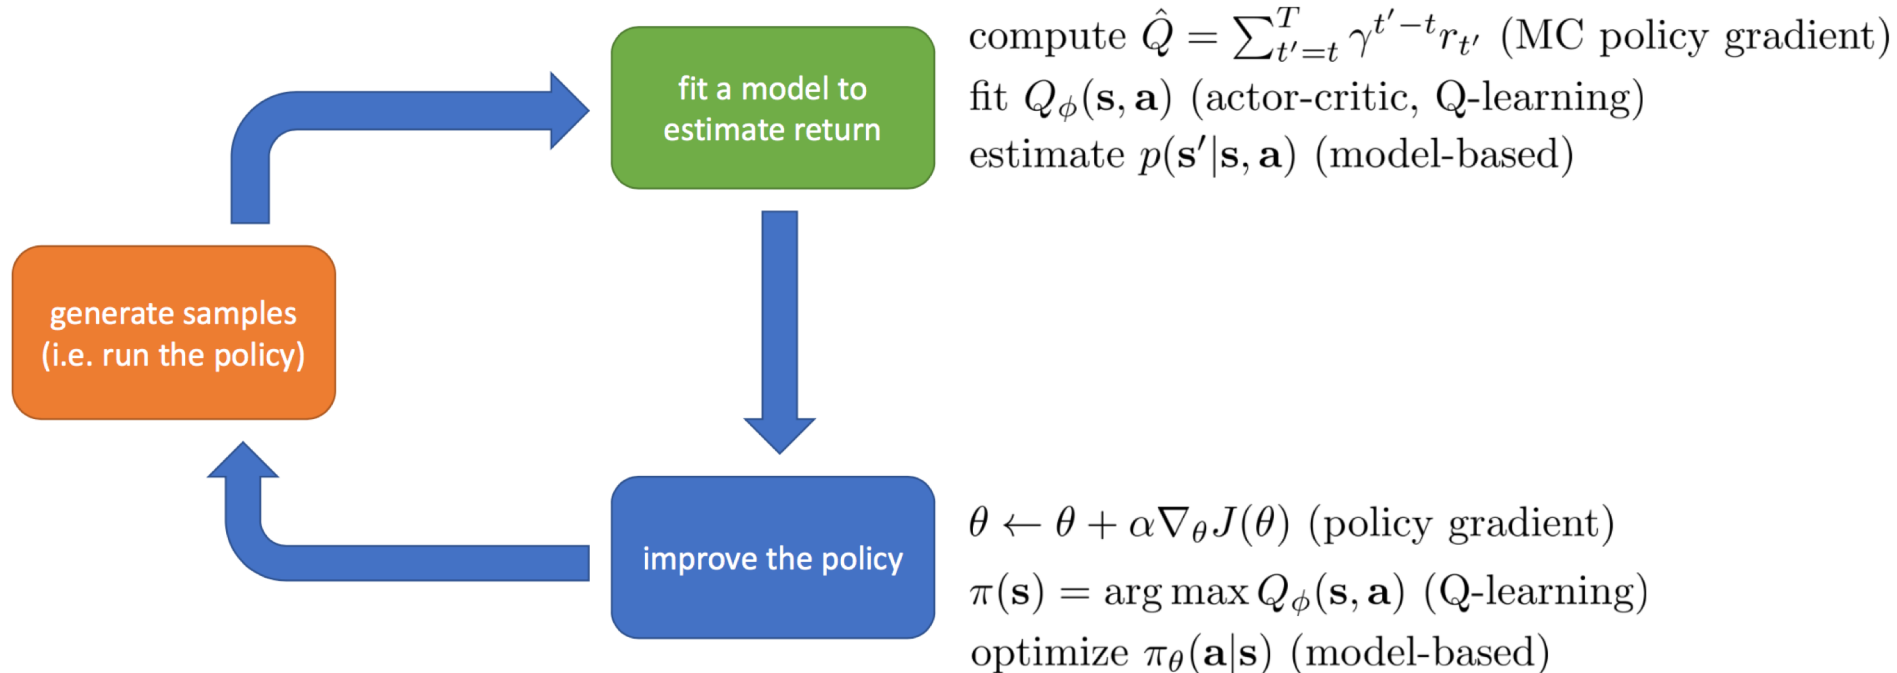 fit a model to
estimate return
compute Q̂ = ∑_{t'=t}^{T} γ^{t'-t} r_{t'} (MC policy gradient)
fit Q_ϕ(s, a) (actor-critic, Q-learning)
estimate p(s'|s, a) (model-based)
generate samples
(i.e. run the policy)
improve the policy
θ ← θ + α∇_θ J(θ) (policy gradient)
π(s) = arg max Q_ϕ(s, a) (Q-learning)
optimize π_θ(a|s) (model-based)